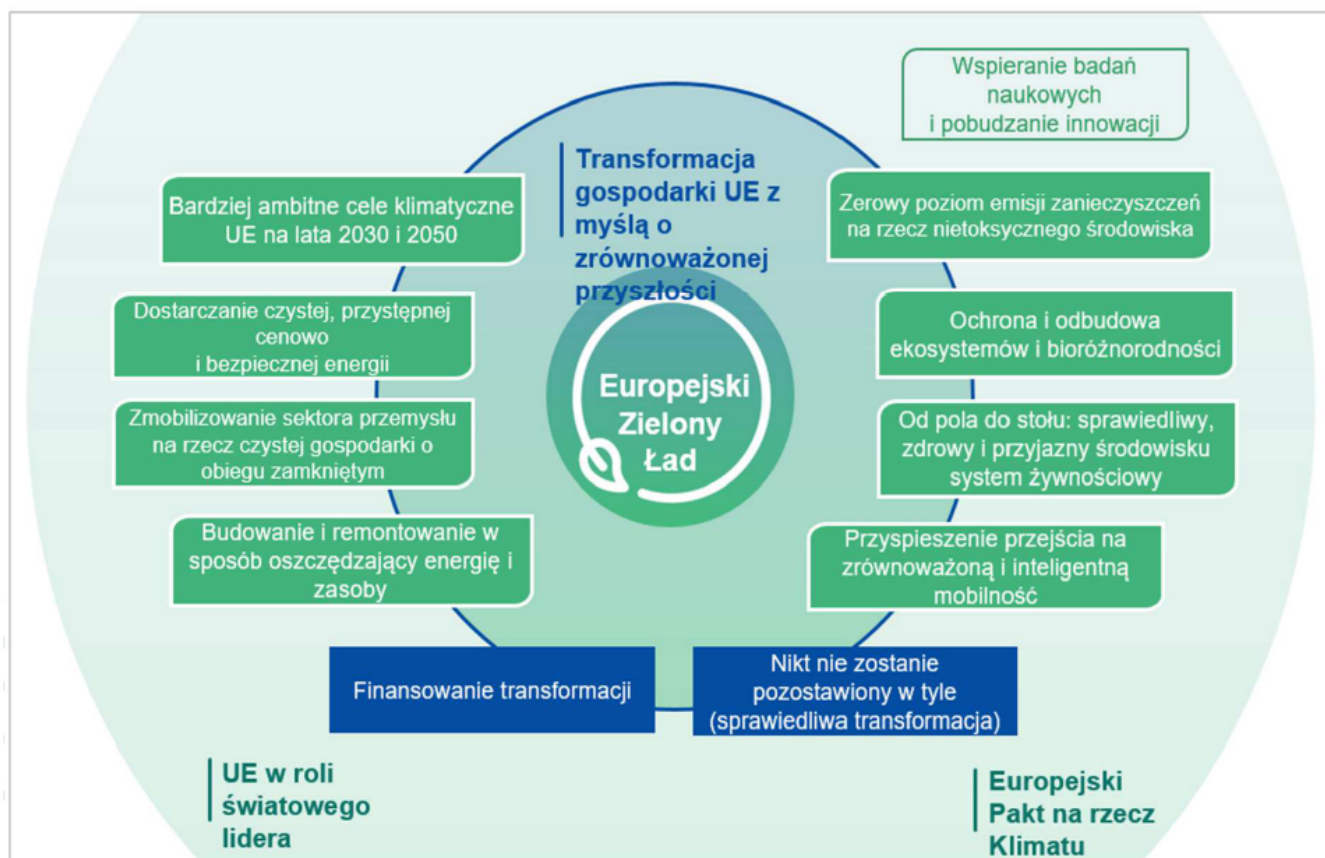 Wspieranie badań
naukowych
i pobudzanie innowacji
Transformacja
gospodarki UE z
myślą o
zrównoważonej
przyszłości
Bardziej ambitne cele klimatyczne
UE na lata 2030 i 2050
Dostarczanie czystej, przystępnej
cenowo
i bezpiecznej energii
Zmobilizowanie sektora przemysłu
na rzecz czystej gospodarki o
obiegu zamkniętym
Budowanie i remontowanie w
sposób oszczędzający energię i
zasoby
Europejski
Zielony
Ład
Zerowy poziom emisji zanieczyszczeń
na rzecz nietoksycznego środowiska
Ochrona i odbudowa
ekosystemów i bioróżnorodności
Od pola do stołu: sprawiedliwy,
zdrowy i przyjazny środowisku
system żywnościowy
Przyspieszenie przejścia na
zrównoważoną i inteligentną
mobilność
Finansowanie transformacji
Nikt nie zostanie
pozostawiony w tyle
(sprawiedliwa transformacja)
UE w roli
światowego
lidera
Europejski
Pakt na rzecz
Klimatu